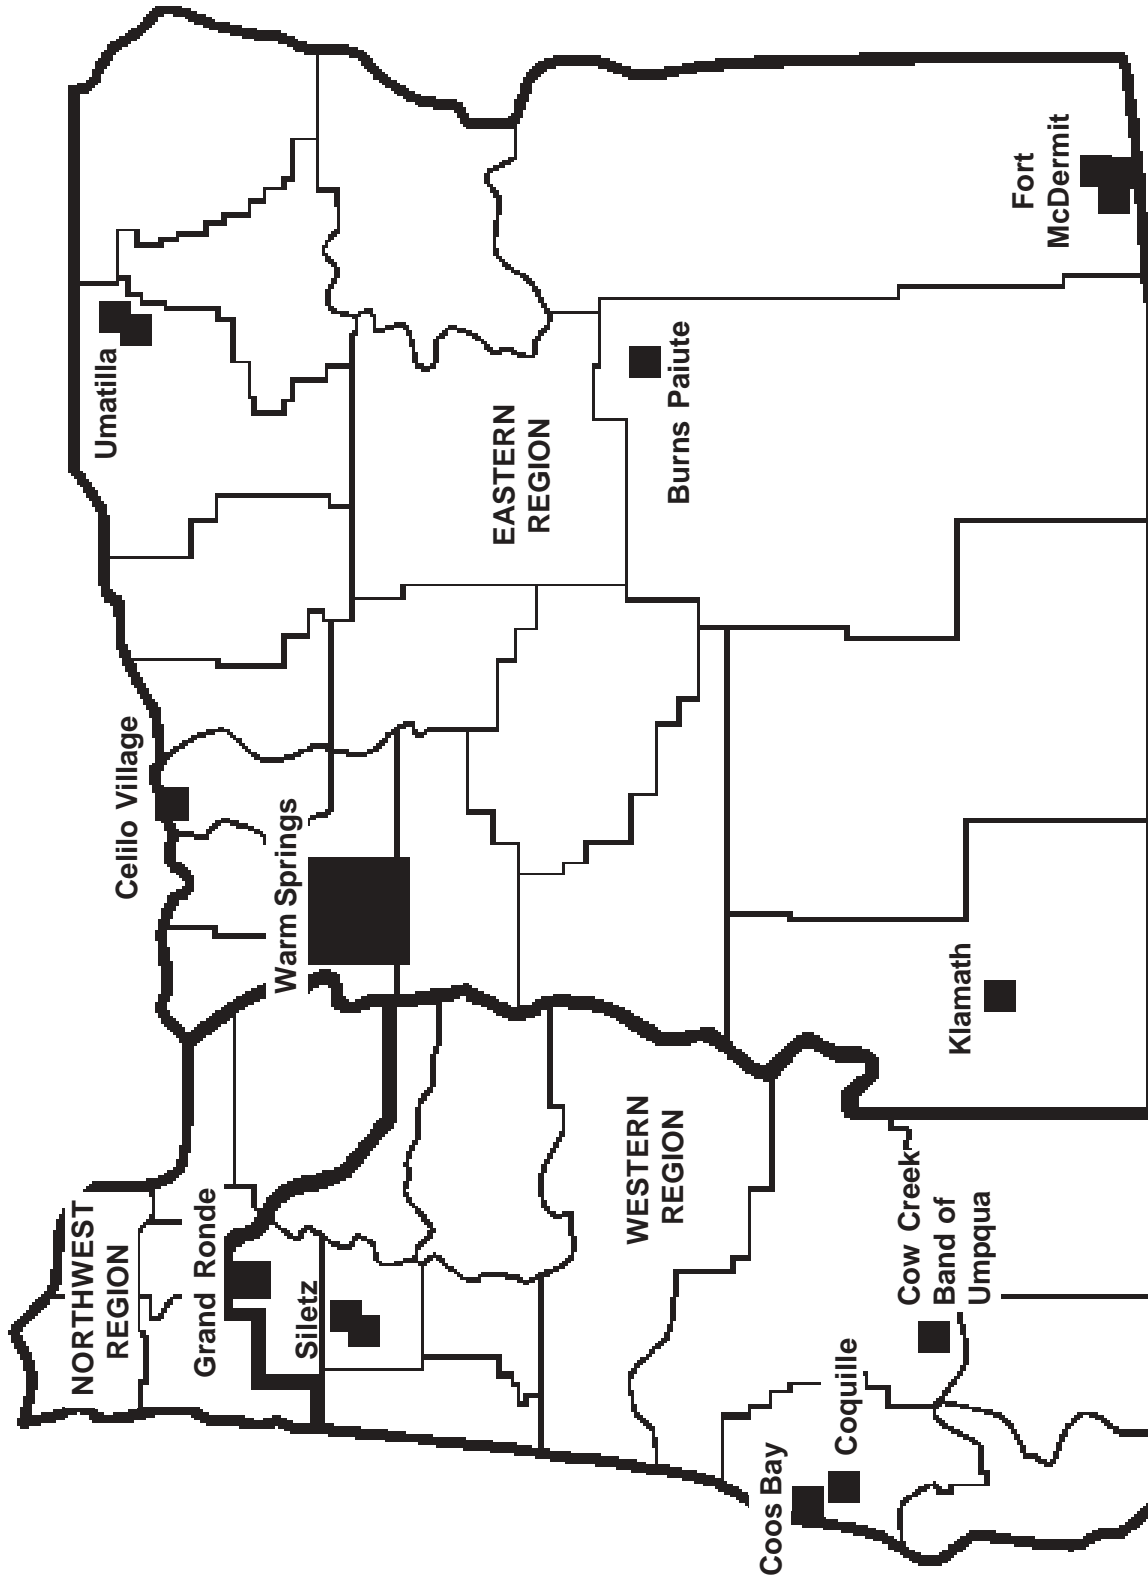 NORTHWEST
REGION
Grand Ronde
Siletz
Celilo Village
Warm Springs
Umatilla
EASTERN
REGION
Burns Paiute
Fort
McDermit
WESTERN
REGION
Klamath
Cow Creek
Band of
Umpqua
Coquille
Coos Bay